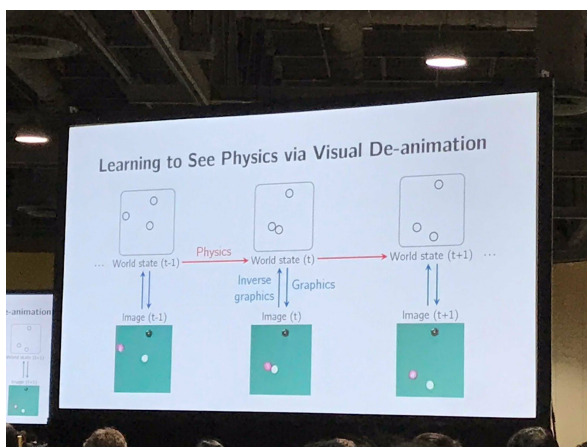 Learning to See Physics via Visual De-animation
Physics
... World state (t-1)
World state (t)
World state (t+1) ...
Inverse
graphics
Graphics
Image (t-1)
Image (t)
Image (t+1)
e-animation